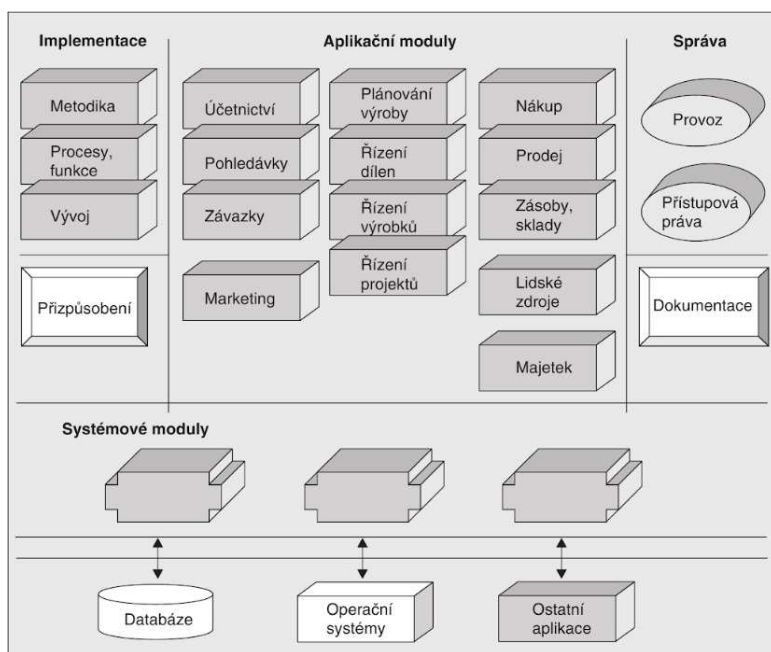 Implementace
Aplikační moduly
Správa
Metodika
Procesy,
funkce
Vývoj
Přizpůsobení
Účetnictví
Pohledávky
Závazky
Marketing
Plánování
výroby
Řízení
dílen
Řízení
výrobků
Řízení
projektů
Nákup
Prodej
Zásoby,
sklady
Lidské
zdroje
Majetek
Provoz
Přístupová
práva
Dokumentace
Systémové moduly
Databáze
Operační
systémy
Ostatní
aplikace